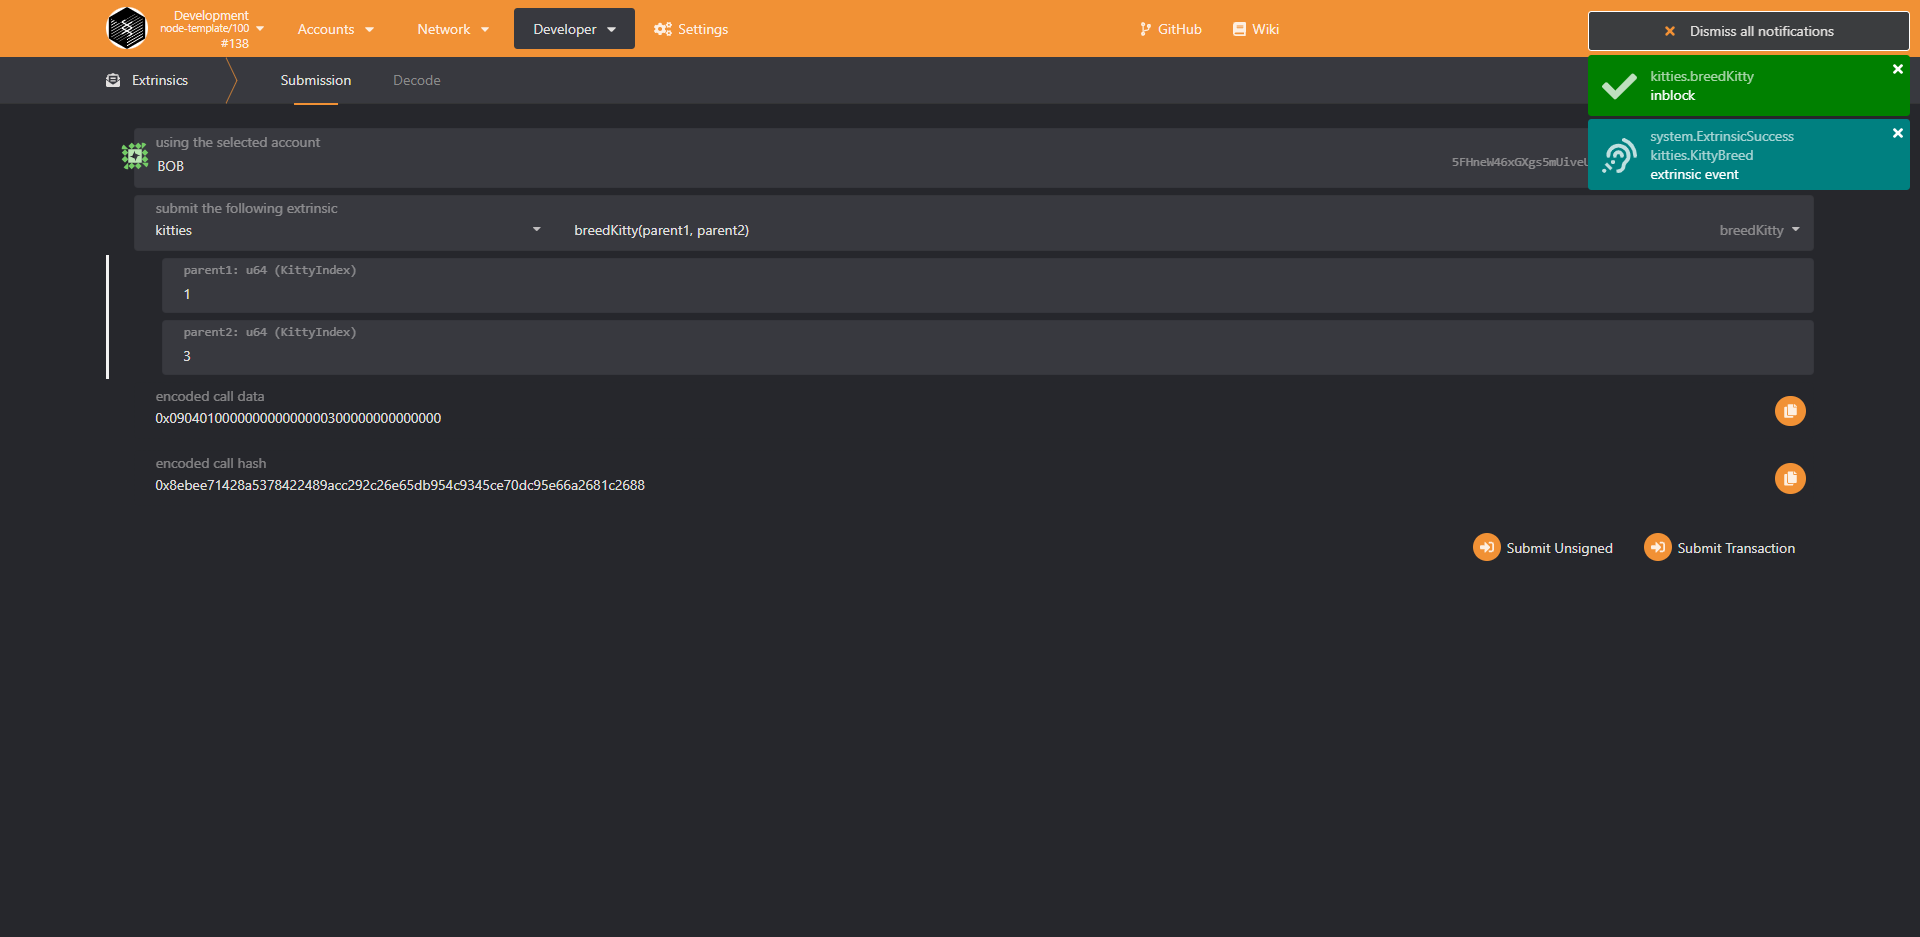 Development
node-template/100
#138
Accounts
Network
Developer
Settings
GitHub
Wiki
Dismiss all notifications
Extrinsics
Submission
Decode
kitties.breedKitty
inblock
system.ExtrinsicSuccess
kitties.KittyBreed
extrinsic event
using the selected account
BOB
5FHneW46xGXgs5mUive
submit the following extrinsic
kitties
breedKitty(parent1, parent2)
breedKitty
parent1: u64 (KittyIndex)
1
parent2: u64 (KittyIndex)
3
encoded call data
0x090401000000000000000300000000000000
encoded call hash
0x8ebee71428a5378422489acc292c26e65db954c9345ce70dc95e66a2681c2688
Submit Unsigned
Submit Transaction